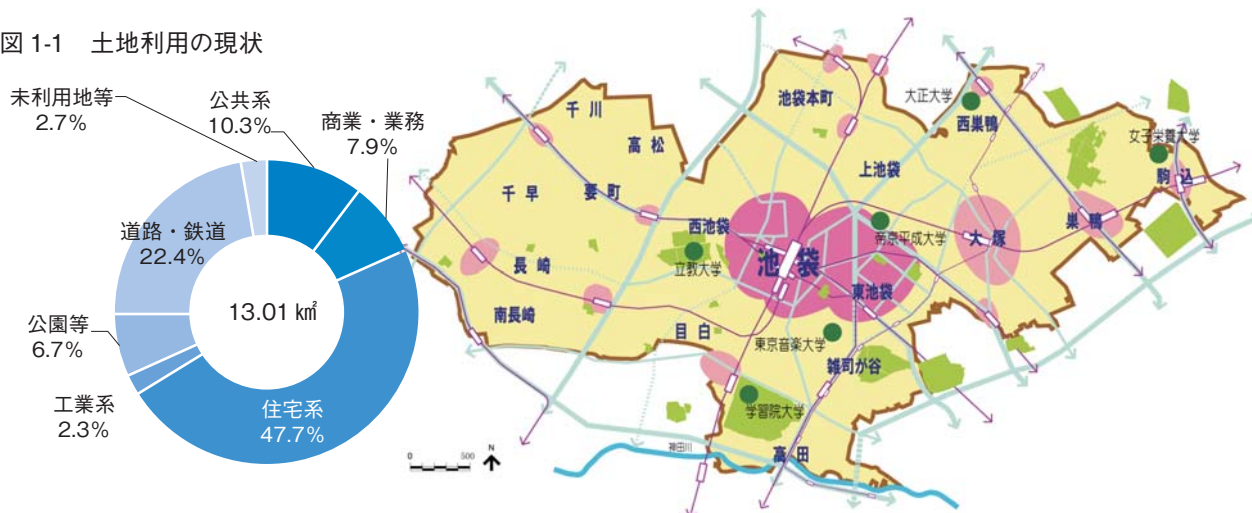 図 1-1 土地利用の現状
未利用地等
2.7%
公共系
10.3%
商業・業務
7.9%
道路・鉄道
22.4%
13.01 ㎢
公園等
6.7%
工業系
2.3%
住宅系
47.7%
千川
高松
千早
要町
長崎
南長崎
西池袋
立教大学
目白
池袋本町
上池袋
池袋
東池袋
帝京平成大学
大塚
大正大学
西巣鴨
女子栄養大学
駒込
巣鴨
東京音楽大学
雑司が谷
学習院大学
高田
神田川
0 500
N